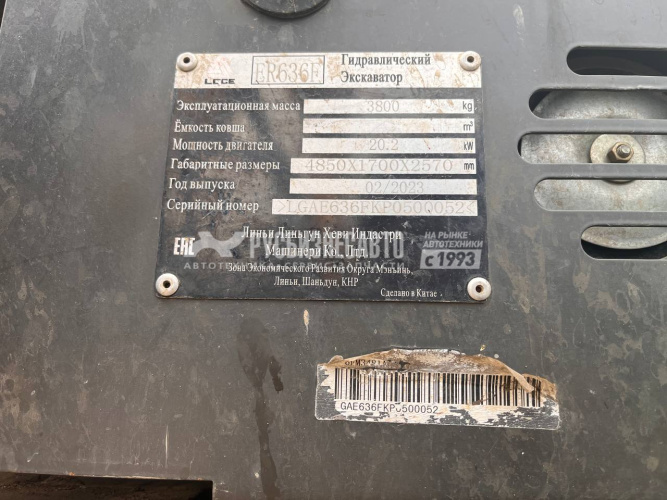 LGCE ER636F Гидравлический
Экскаватор
Эксплуатационная масса 3800 kg
Ёмкость ковша m³
Мощность двигателя 20.2 kW
Габаритные размеры 4850X1700X2570 mm
Год выпуска 02/2023
Серийный номер >LGAE636FKP0500052<
EAC Линьи Линьгун Хеви Индастри
Машинери Ко., Лтд.
РУСБИЗНЕСАВТО
НА РЫНКЕ
АВТОТЕХНИКИ
с 1993
Зона Экономического Развития Округа Мэнъинь,
Линьи, Шаньдун, КНР
Сделано в Китае
GAE636FKP0500052